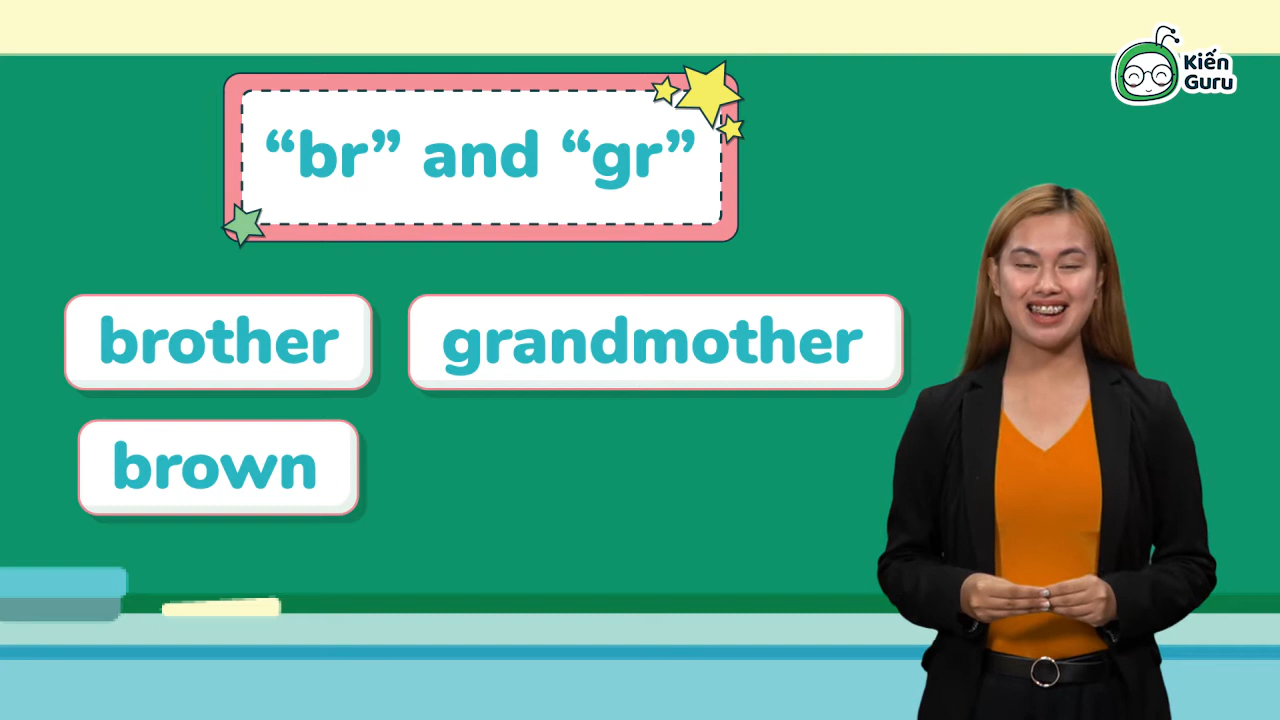 “br” and “gr”
brother
grandmother
brown
Kiến
Guru